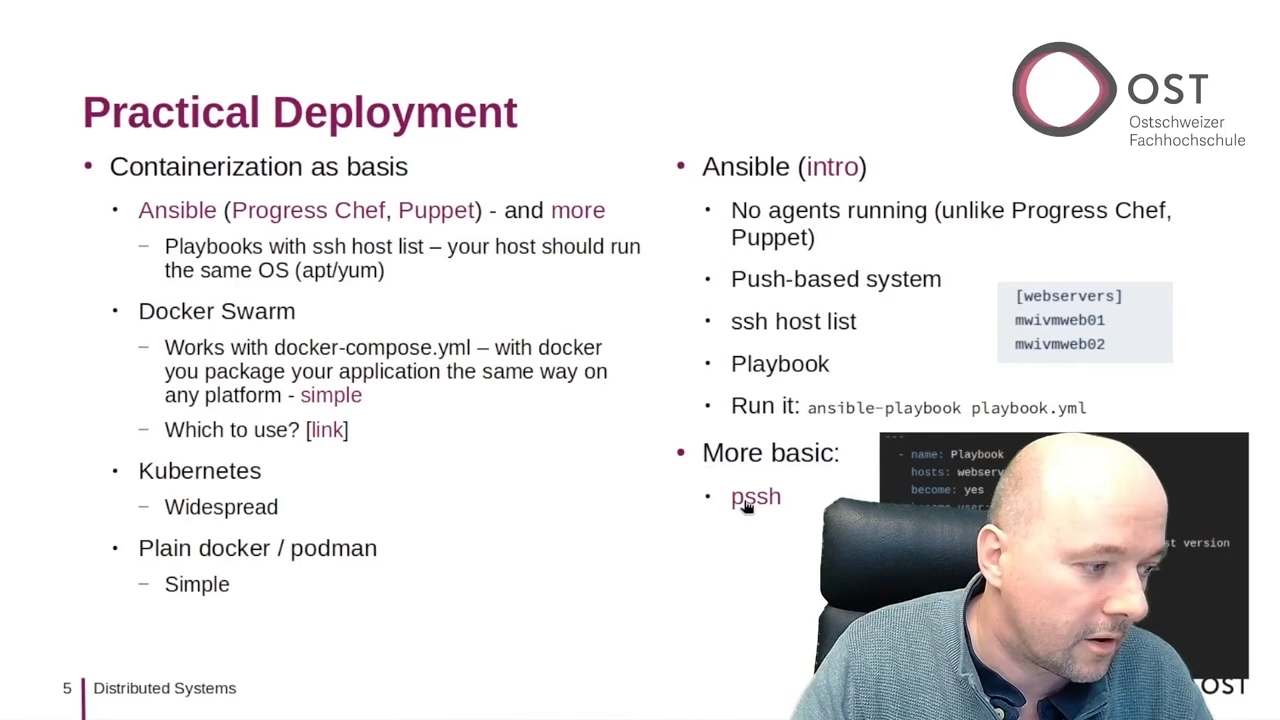 OST
Ostschweizer
Fachhochschule
Practical Deployment
• Containerization as basis
• Ansible (Progress Chef, Puppet) - and more
– Playbooks with ssh host list – your host should run
the same OS (apt/yum)
• Docker Swarm
– Works with docker-compose.yml – with docker
you package your application the same way on
any platform - simple
– Which to use? [link]
• Kubernetes
– Widespread
• Plain docker / podman
– Simple
• Ansible (intro)
• No agents running (unlike Progress Chef,
Puppet)
• Push-based system
• ssh host list
• Playbook
• Run it: ansible-playbook playbook.yml
[webservers]
mwivmweb01
mwivmweb02
• More basic:
• pssh
---
- name: Playbook
hosts:
become: yes
version
5 Distributed Systems
OST